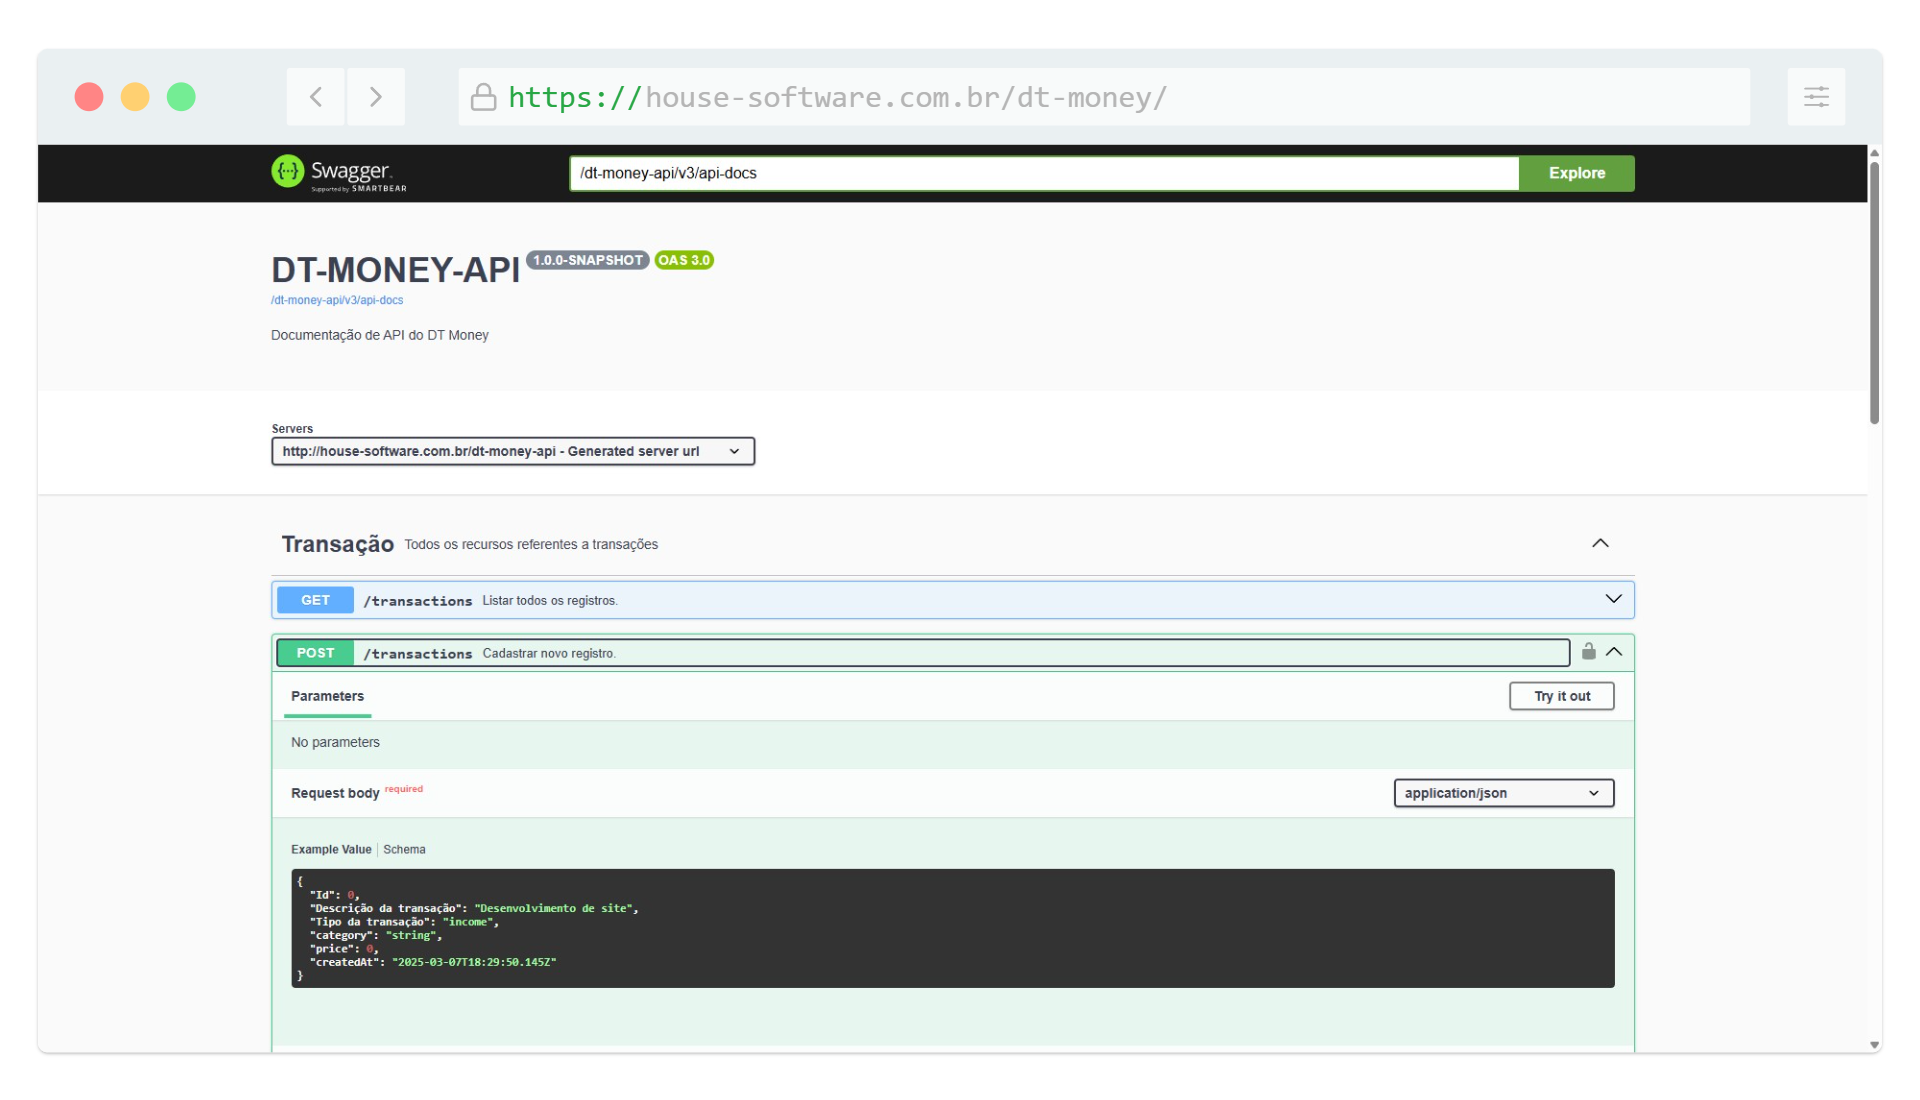 https://house-software.com.br/dt-money/
{··}
Swagger
Supported by SMARTBEAR
/dt-money-api/v3/api-docs
Explore
DT-MONEY-API 1.0.0-SNAPSHOT OAS 3.0
/dt-money-api/v3/api-docs
Documentação de API do DT Money
Servers
http://house-software.com.br/dt-money-api - Generated server url
Transação Todos os recursos referentes a transações
GET /transactions Listar todos os registros.
POST /transactions Cadastrar novo registro.
Parameters
Try it out
No parameters
Request body required
application/json
Example Value | Schema
{
"Id": 0,
"Descrição da transação": "Desenvolvimento de site",
"Tipo da transação": "income",
"category": "string",
"price": 0,
"createdAt": "2025-03-07T18:29:50.145Z"
}